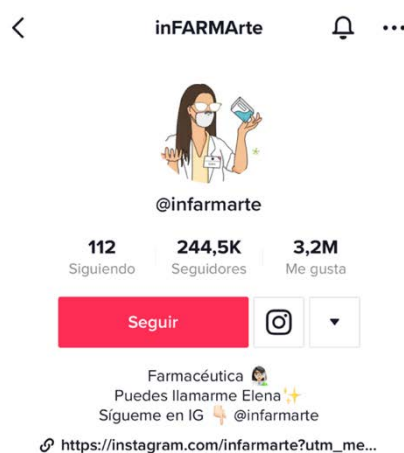 inFARMArte
@infarmarte
112 244,5K 3,2M
Siguiendo Seguidores Me gusta
Seguir
Farmacéutica 👩🏻‍🔬
Puedes llamarme Elena✨
Sígueme en IG 👇🏻 @infarmarte
https://instagram.com/infarmarte?utm_me...